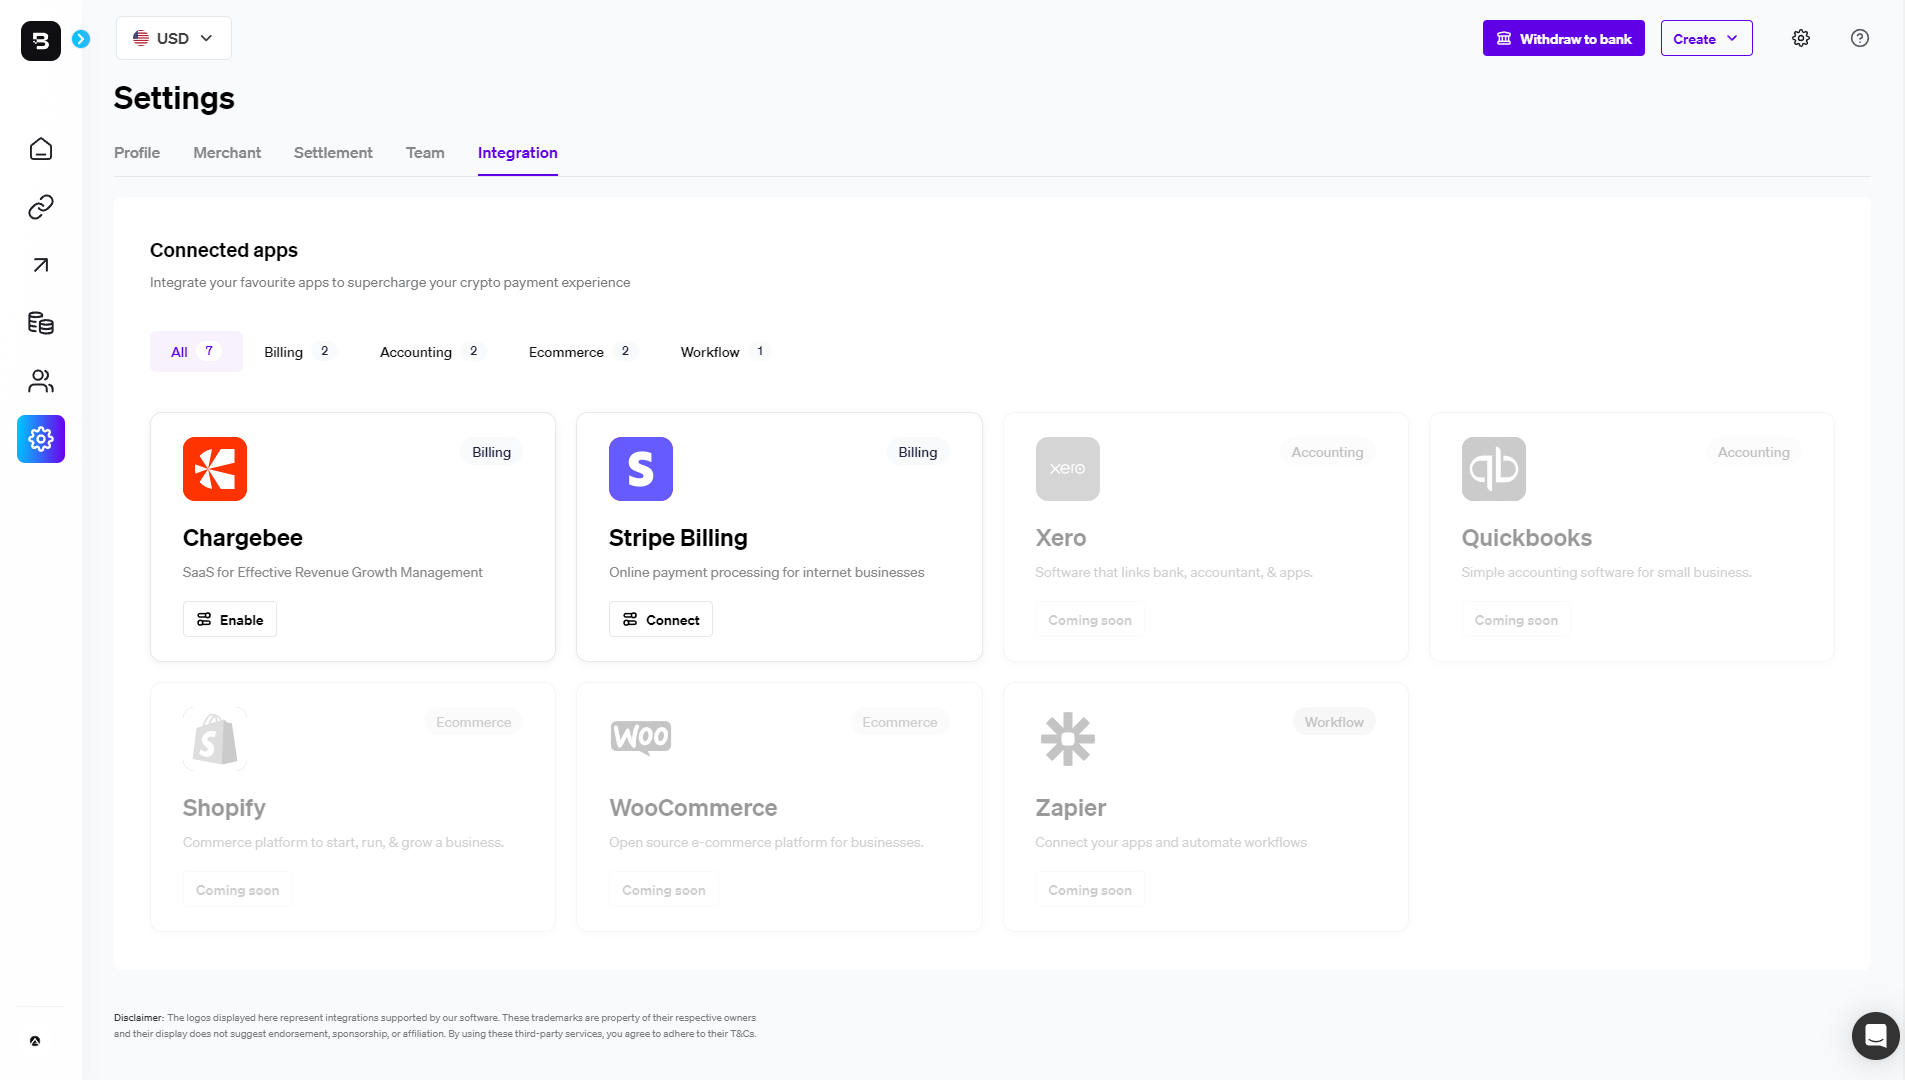 USD
Withdraw to bank
Create
Settings
Profile
Merchant
Settlement
Team
Integration
Connected apps
Integrate your favourite apps to supercharge your crypto payment experience
All 7
Billing 2
Accounting 2
Ecommerce 2
Workflow 1
Billing
Chargebee
SaaS for Effective Revenue Growth Management
Enable
S
Billing
Stripe Billing
Online payment processing for internet businesses
Connect
xero
Accounting
Xero
Software that links bank, accountant, & apps.
Coming soon
qb
Accounting
Quickbooks
Simple accounting software for small business.
Coming soon
S
Ecommerce
Shopify
Commerce platform to start, run, & grow a business.
Coming soon
WOO
Ecommerce
WooCommerce
Open source e-commerce platform for businesses.
Coming soon
Workflow
Zapier
Connect your apps and automate workflows
Coming soon
Disclaimer: The logos displayed here represent integrations supported by our software. These trademarks are property of their respective owners
and their display does not suggest endorsement, sponsorship, or affiliation. By using these third-party services, you agree to adhere to their T&Cs.